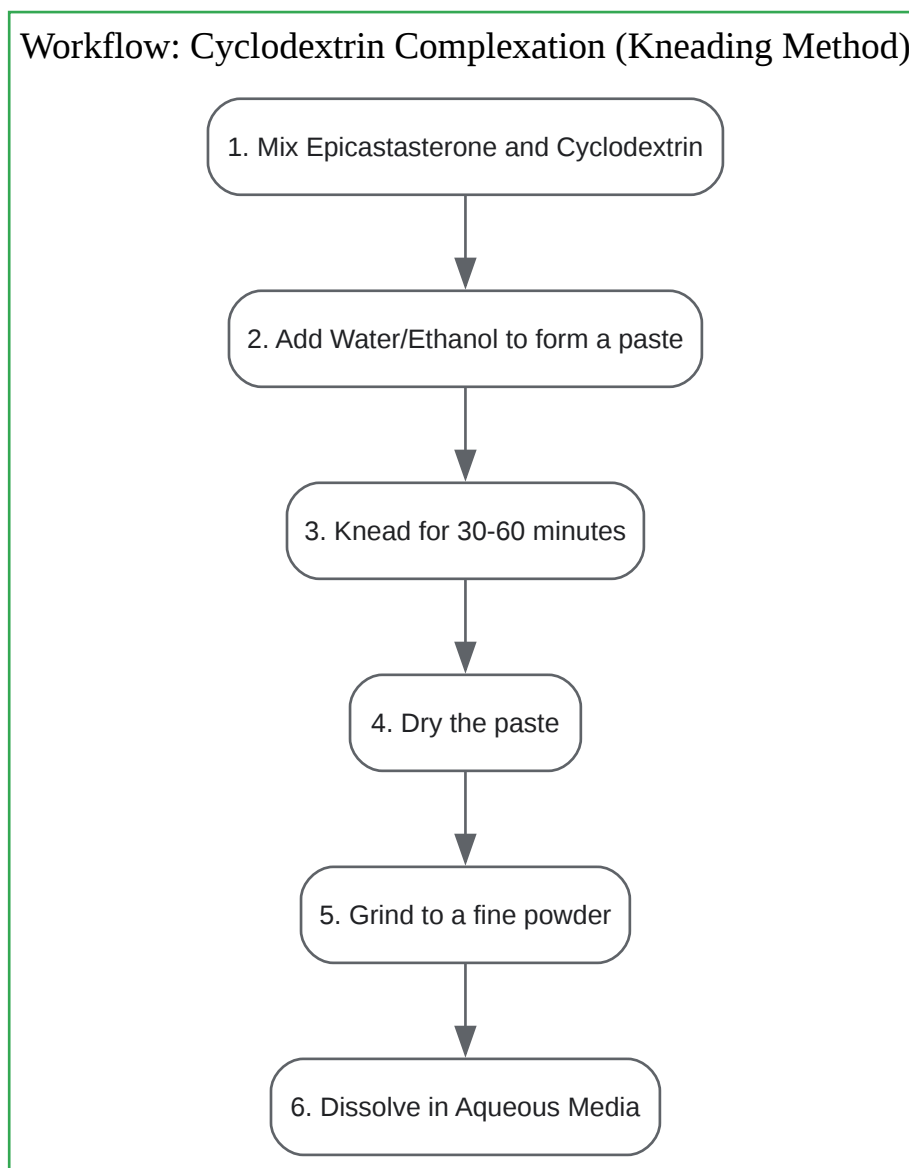 Workflow: Cyclodextrin Complexation (Kneading Method)
1. Mix Epicastasterone and Cyclodextrin
2. Add Water/Ethanol to form a paste
3. Knead for 30-60 minutes
4. Dry the paste
5. Grind to a fine powder
6. Dissolve in Aqueous Media